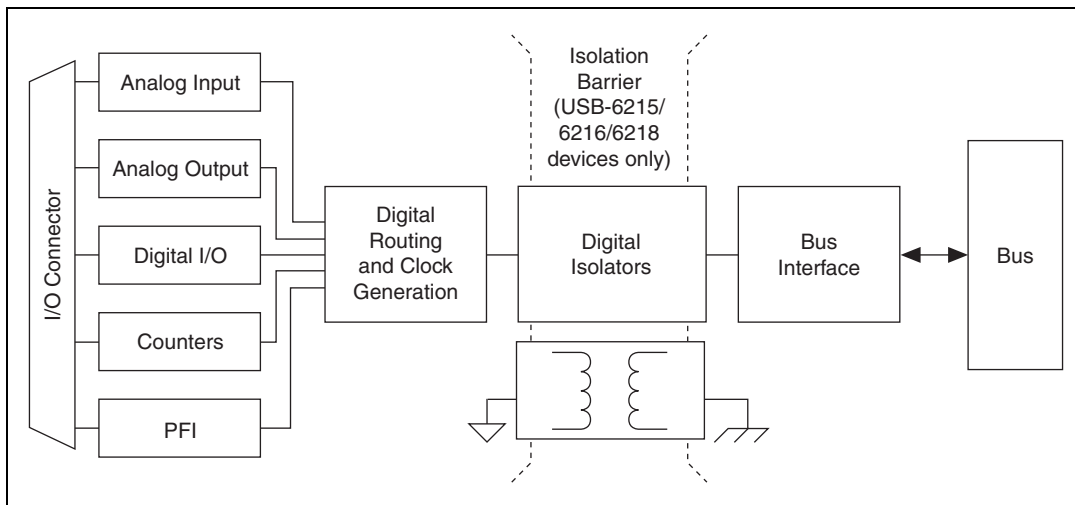 I/O Connector
Analog Input
Analog Output
Digital I/O
Counters
PFI
Digital
Routing
and Clock
Generation
Isolation
Barrier
(USB-6215/
6216/6218
devices only)
Digital
Isolators
Bus
Interface
Bus